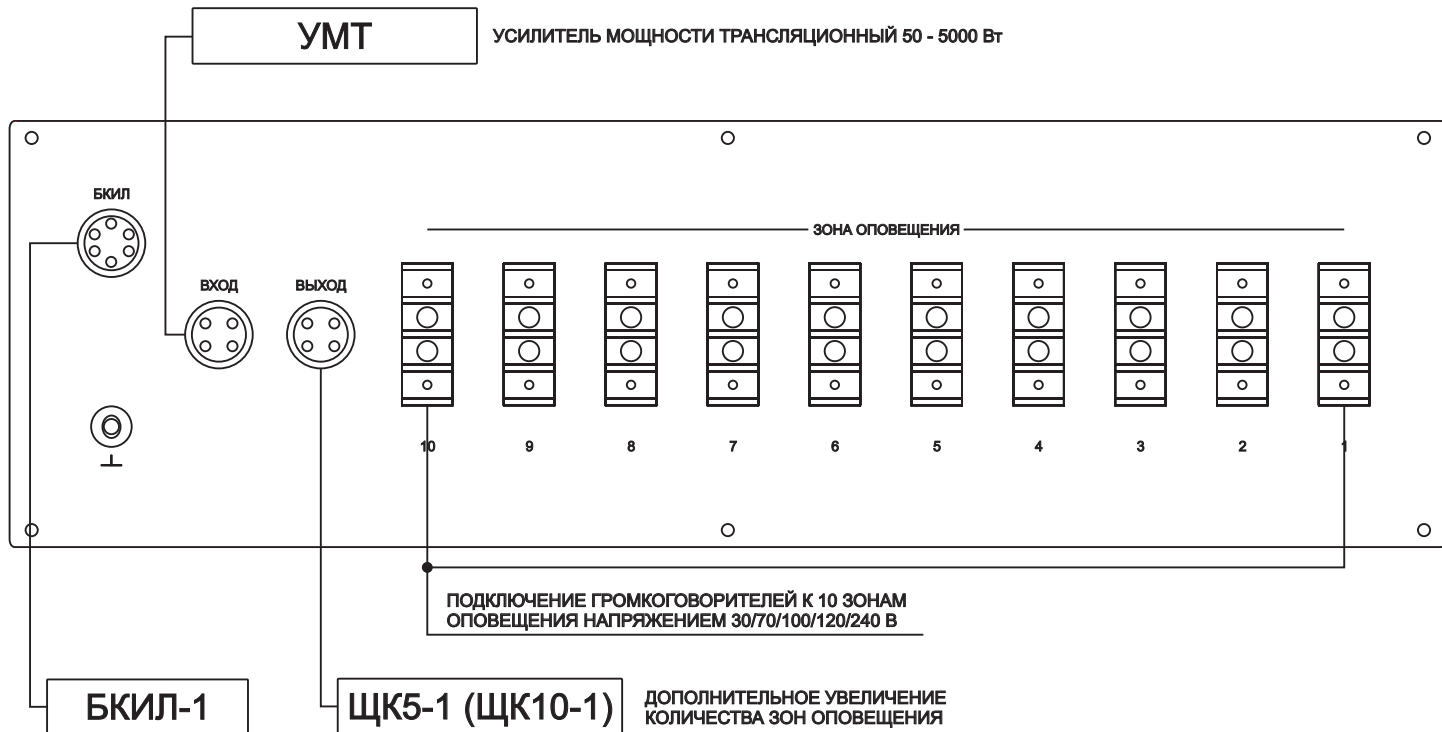 УМТ
УСИЛИТЕЛЬ МОЩНОСТИ ТРАНСЛЯЦИОННЫЙ 50 - 5000 Вт
БКИЛ
ЗОНА ОПОВЕЩЕНИЯ
ВХОД
ВЫХОД
10
9
8
7
6
5
4
3
2
1
ПОДКЛЮЧЕНИЕ ГРОМКОГОВОРИТЕЛЕЙ К 10 ЗОНАМ
ОПОВЕЩЕНИЯ НАПРЯЖЕНИЕМ 30/70/100/120/240 В
БКИЛ-1
ЩК5-1 (ЩК10-1)
ДОПОЛНИТЕЛЬНОЕ УВЕЛИЧЕНИЕ
КОЛИЧЕСТВА ЗОН ОПОВЕЩЕНИЯ